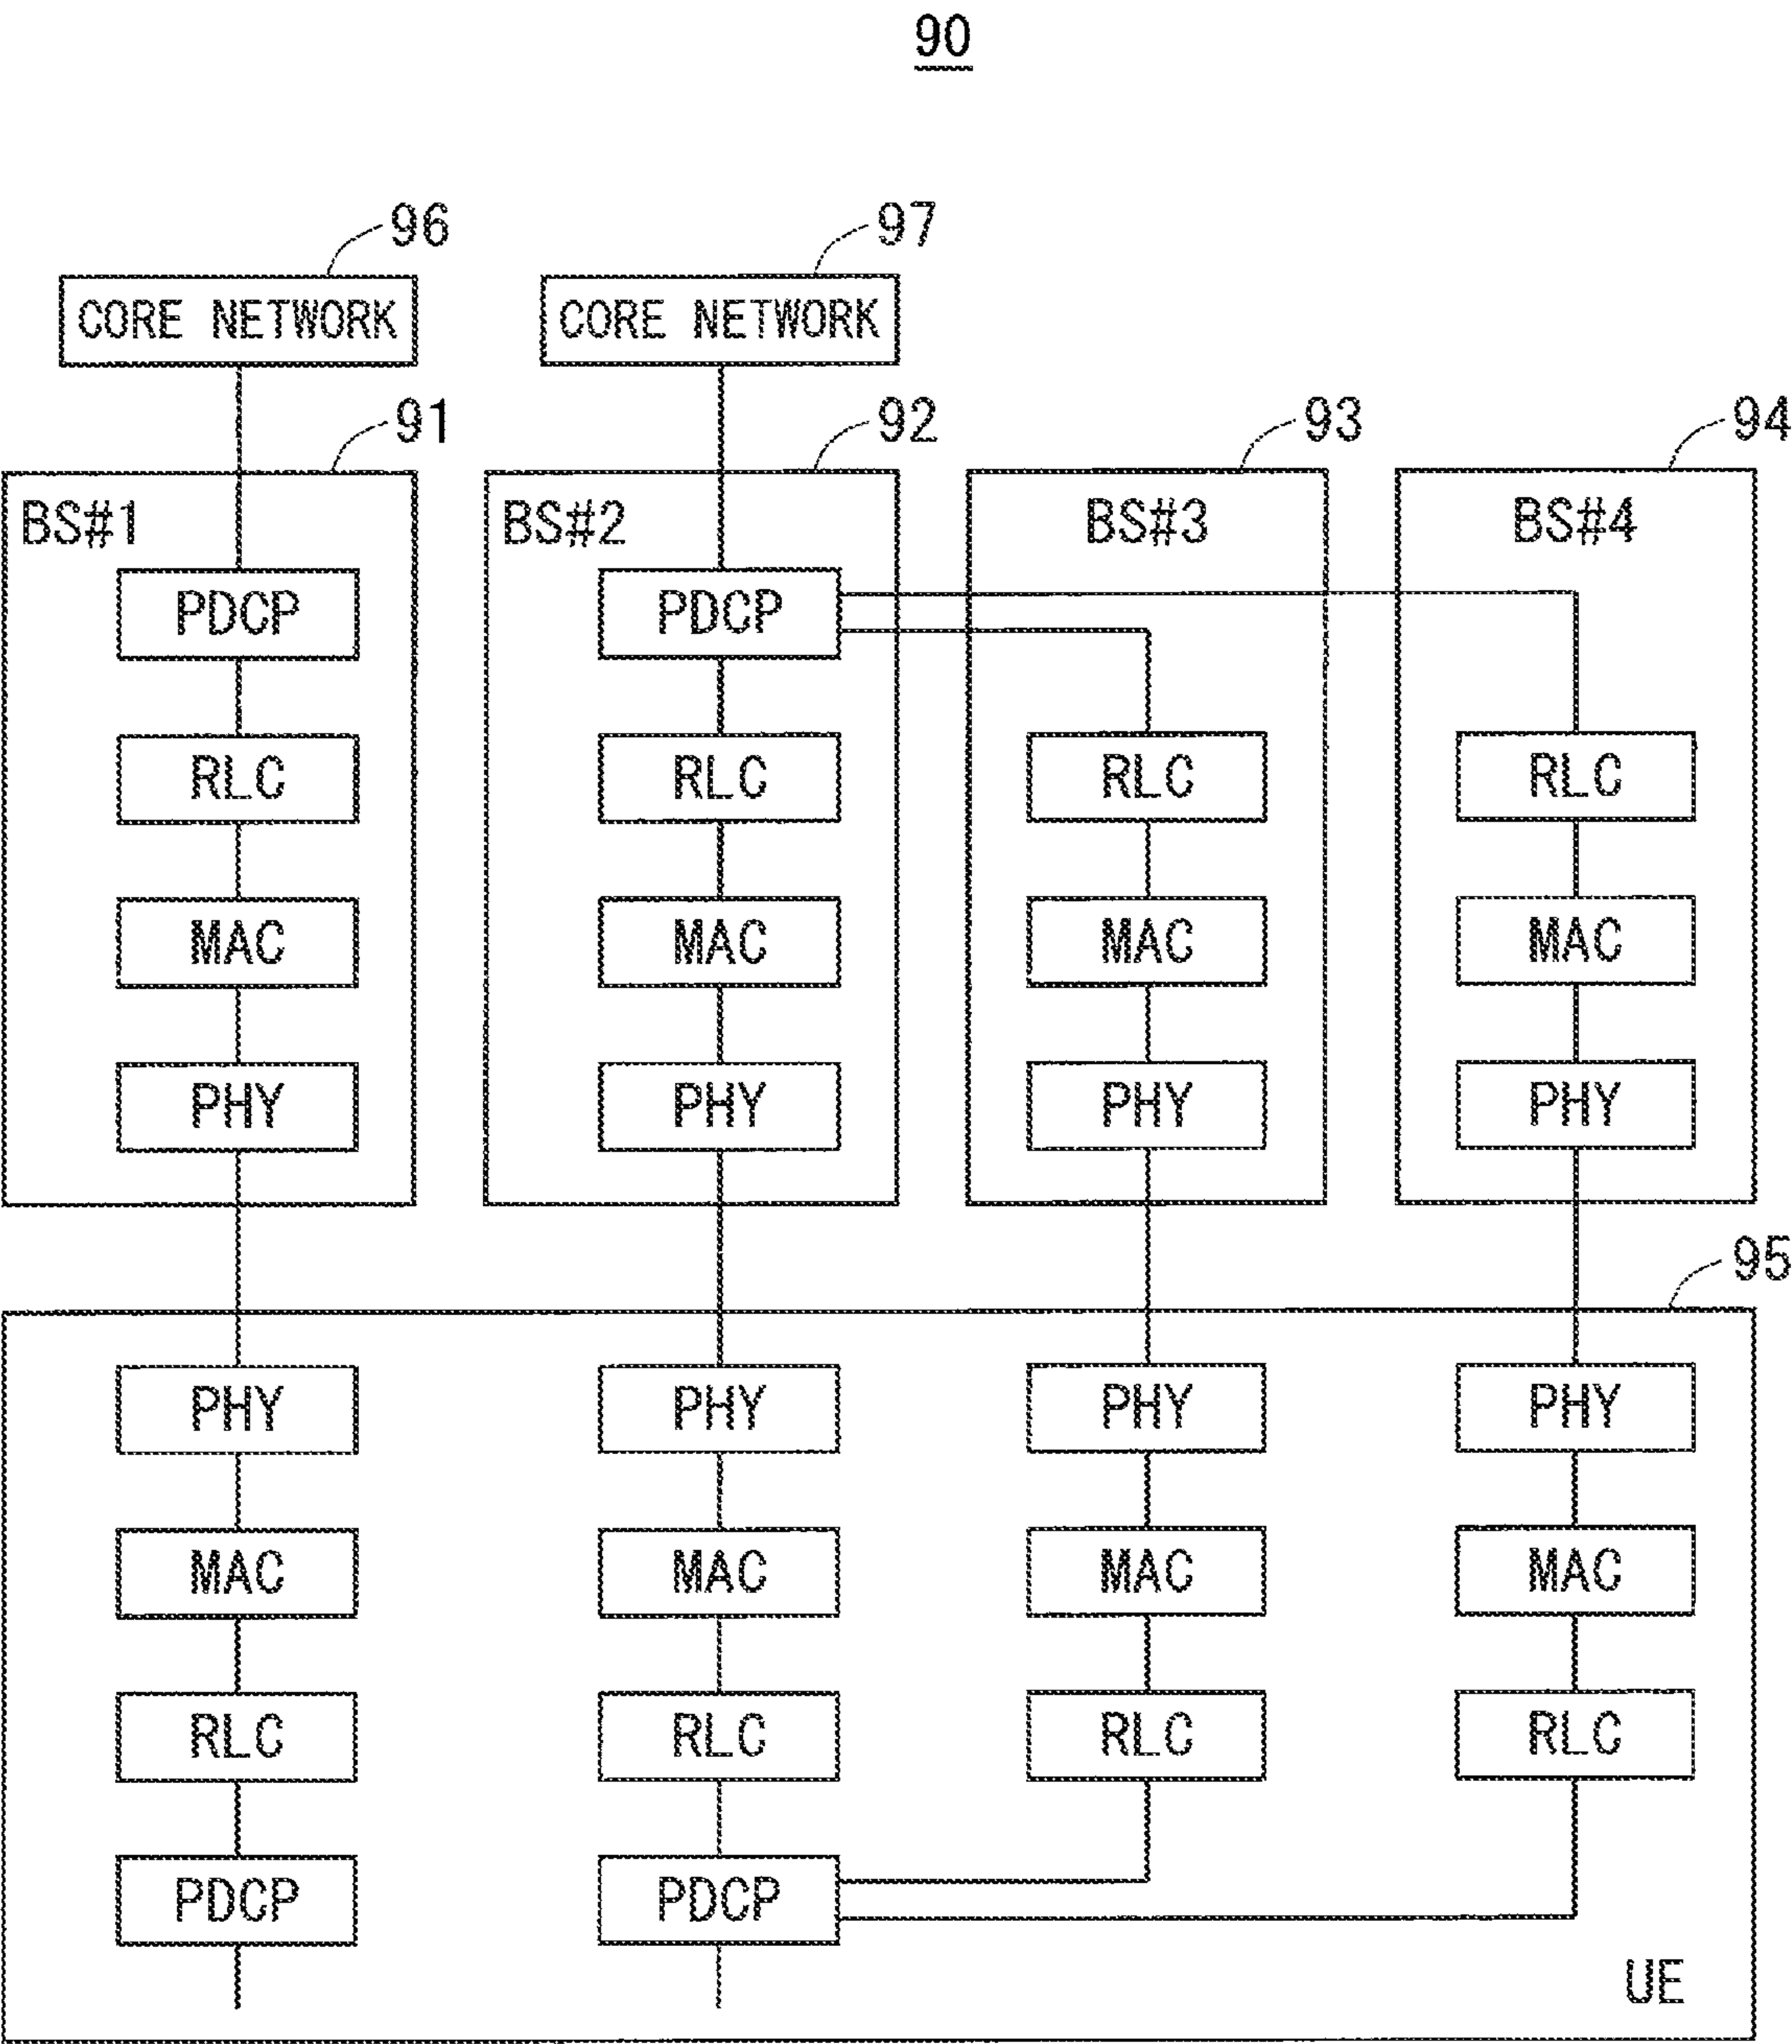 90
96
97
CORE NETWORK
CORE NETWORK
91
92
93
94
BS#1
BS#2
BS#3
BS#4
PDCP
PDCP
RLC
RLC
RLC
RLC
MAC
MAC
MAC
MAC
PHY
PHY
PHY
PHY
95
PHY
PHY
PHY
PHY
MAC
MAC
MAC
MAC
RLC
RLC
RLC
RLC
PDCP
PDCP
UE